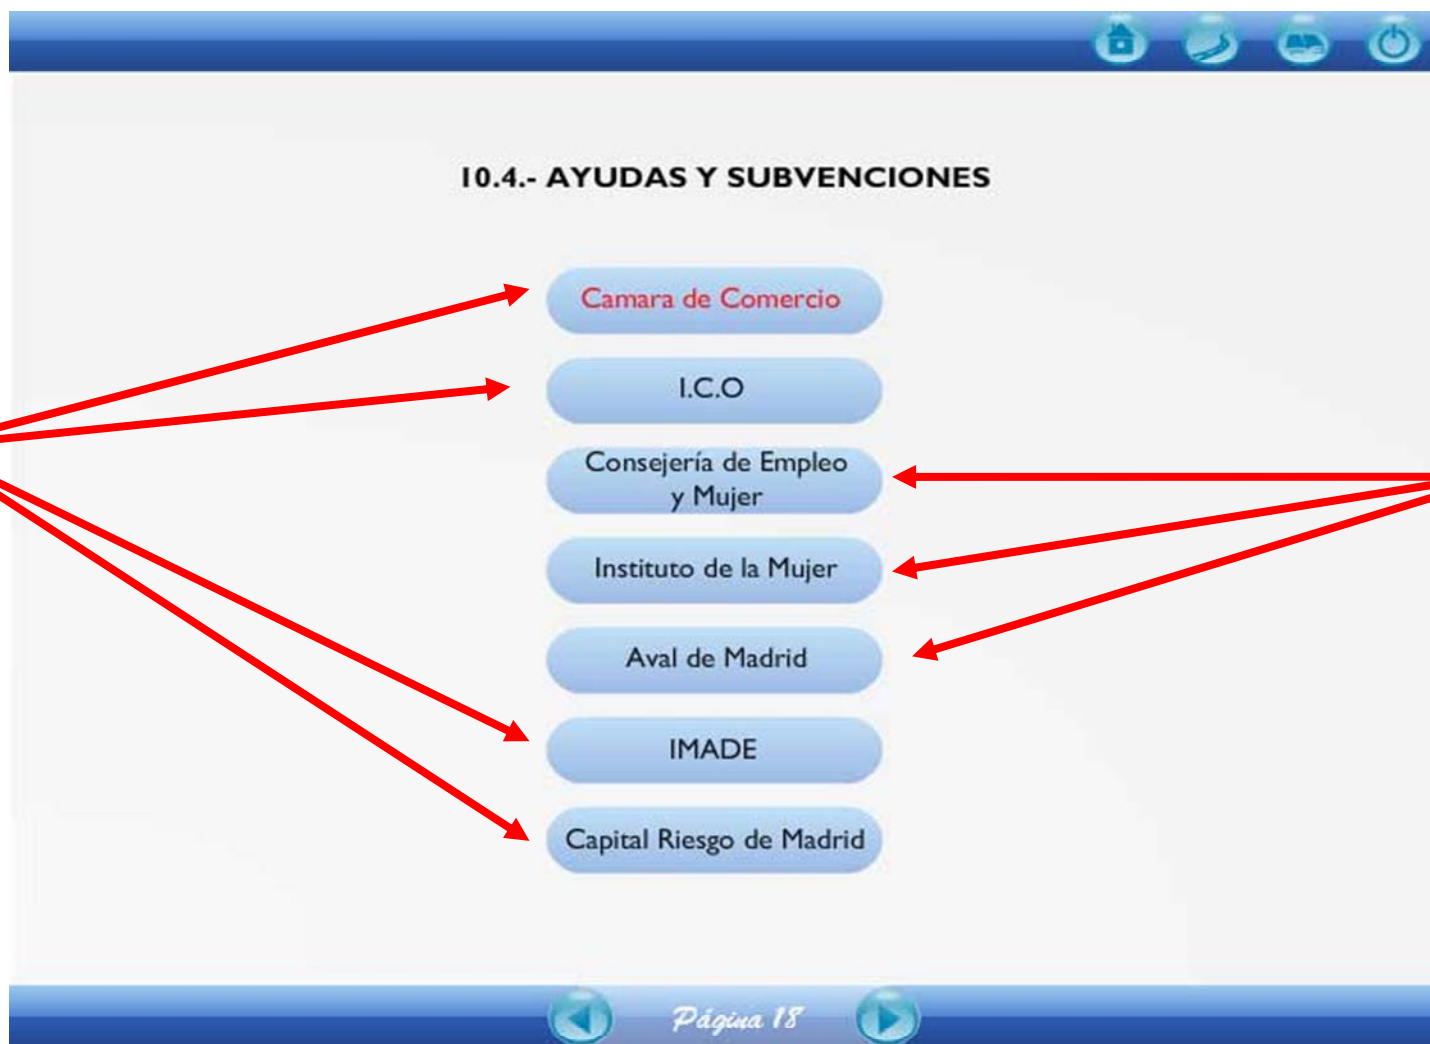 10.4.- AYUDAS Y SUBVENCIONES
Camara de Comercio
I.C.O
Consejería de Empleo
y Mujer
Instituto de la Mujer
Aval de Madrid
IMADE
Capital Riesgo de Madrid
Página 18